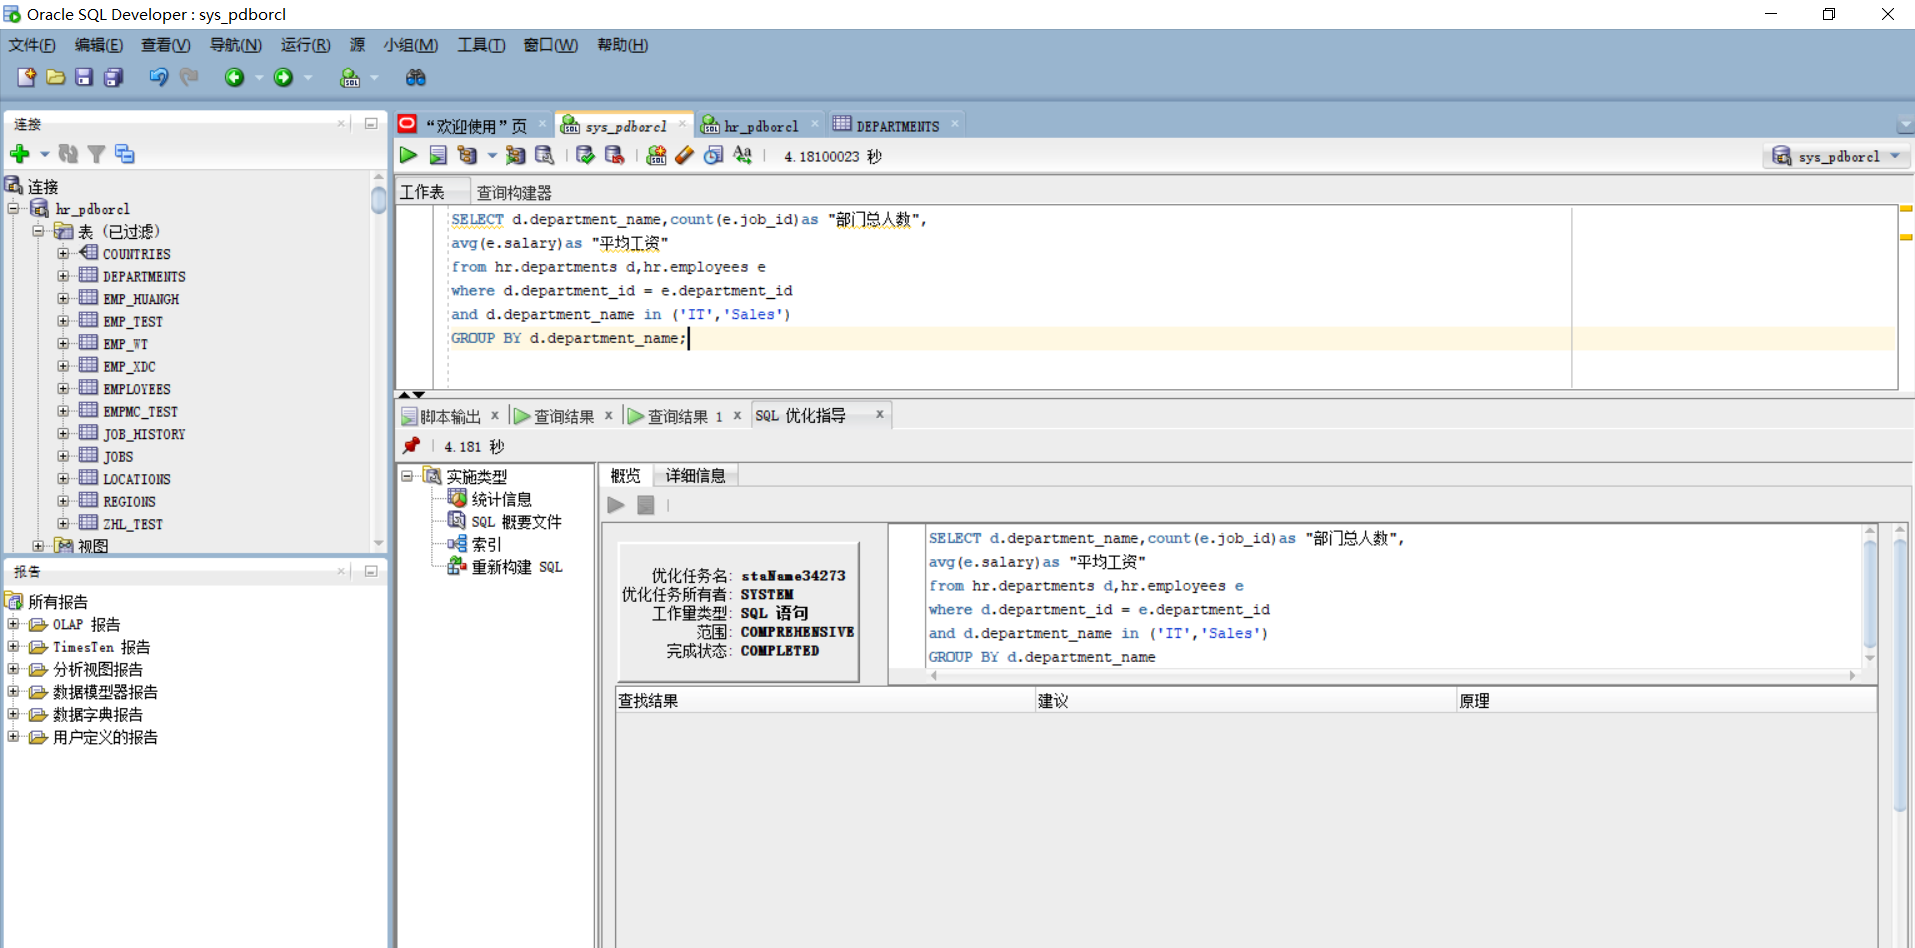 Oracle SQL Developer : sys_pdborcl
文件(F) 编辑(E) 查看(V) 导航(N) 运行(R) 源 小组(M) 工具(T) 窗口(W) 帮助(H)
连接
连接
hr_pdborcl
表 (已过滤)
COUNTRIES
DEPARTMENTS
EMP_HUANGH
EMP_TEST
EMP_WT
EMP_XDC
EMPLOYEES
EMPMC_TEST
JOB_HISTORY
JOBS
LOCATIONS
REGIONS
ZHL_TEST
视图
报告
所有报告
OLAP 报告
TimesTen 报告
分析视图报告
数据模型器报告
数据字典报告
用户定义的报告
“欢迎使用”页 sys_pdborcl hr_pdborcl DEPARTMENTS
4.18100023 秒
sys_pdborcl
工作表 查询构建器
SELECT d.department_name,count(e.job_id)as "部门总人数",
avg(e.salary)as "平均工资"
from hr.departments d,hr.employees e
where d.department_id = e.department_id
and d.department_name in ('IT','Sales')
GROUP BY d.department_name;
脚本输出 查询结果 查询结果 1 SQL 优化指导
4.181 秒
实施类型
统计信息
SQL 概要文件
索引
重新构建 SQL
概览 详细信息
优化任务名: staName34273
优化任务所有者: SYSTEM
工作量类型: SQL 语句
范围: COMPREHENSIVE
完成状态: COMPLETED
SELECT d.department_name,count(e.job_id)as "部门总人数",
avg(e.salary)as "平均工资"
from hr.departments d,hr.employees e
where d.department_id = e.department_id
and d.department_name in ('IT','Sales')
GROUP BY d.department_name
查找结果 建议 原理